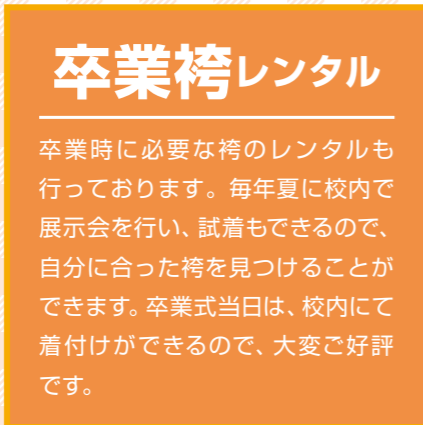 卒業袴レンタル
卒業時に必要な袴のレンタルも
行っております。毎年夏に校内で
展示会を行い、試着もできるので、
自分に合った袴を見つけることが
できます。卒業式当日は、校内にて
着付けができるので、大変ご好評
です。